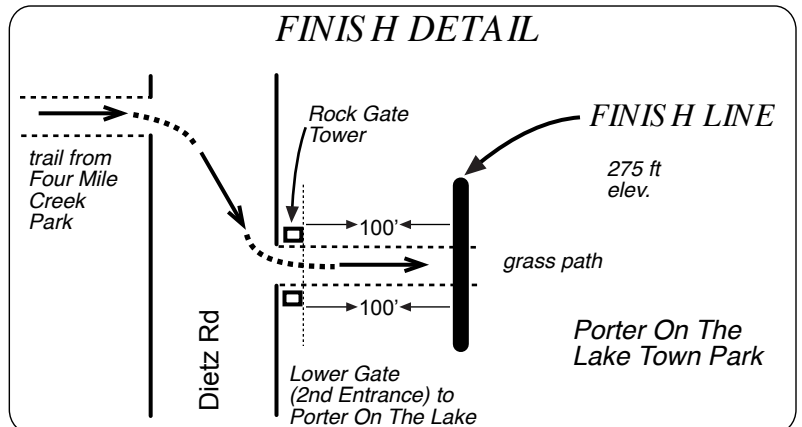 FINISH DETAIL
trail from
Four Mile
Creek
Park
Rock Gate
Tower
FINISH LINE
275 ft
elev.
100'
grass path
100'
Dietz Rd
Lower Gate
(2nd Entrance) to
Porter On The Lake
Porter On The
Lake Town Park